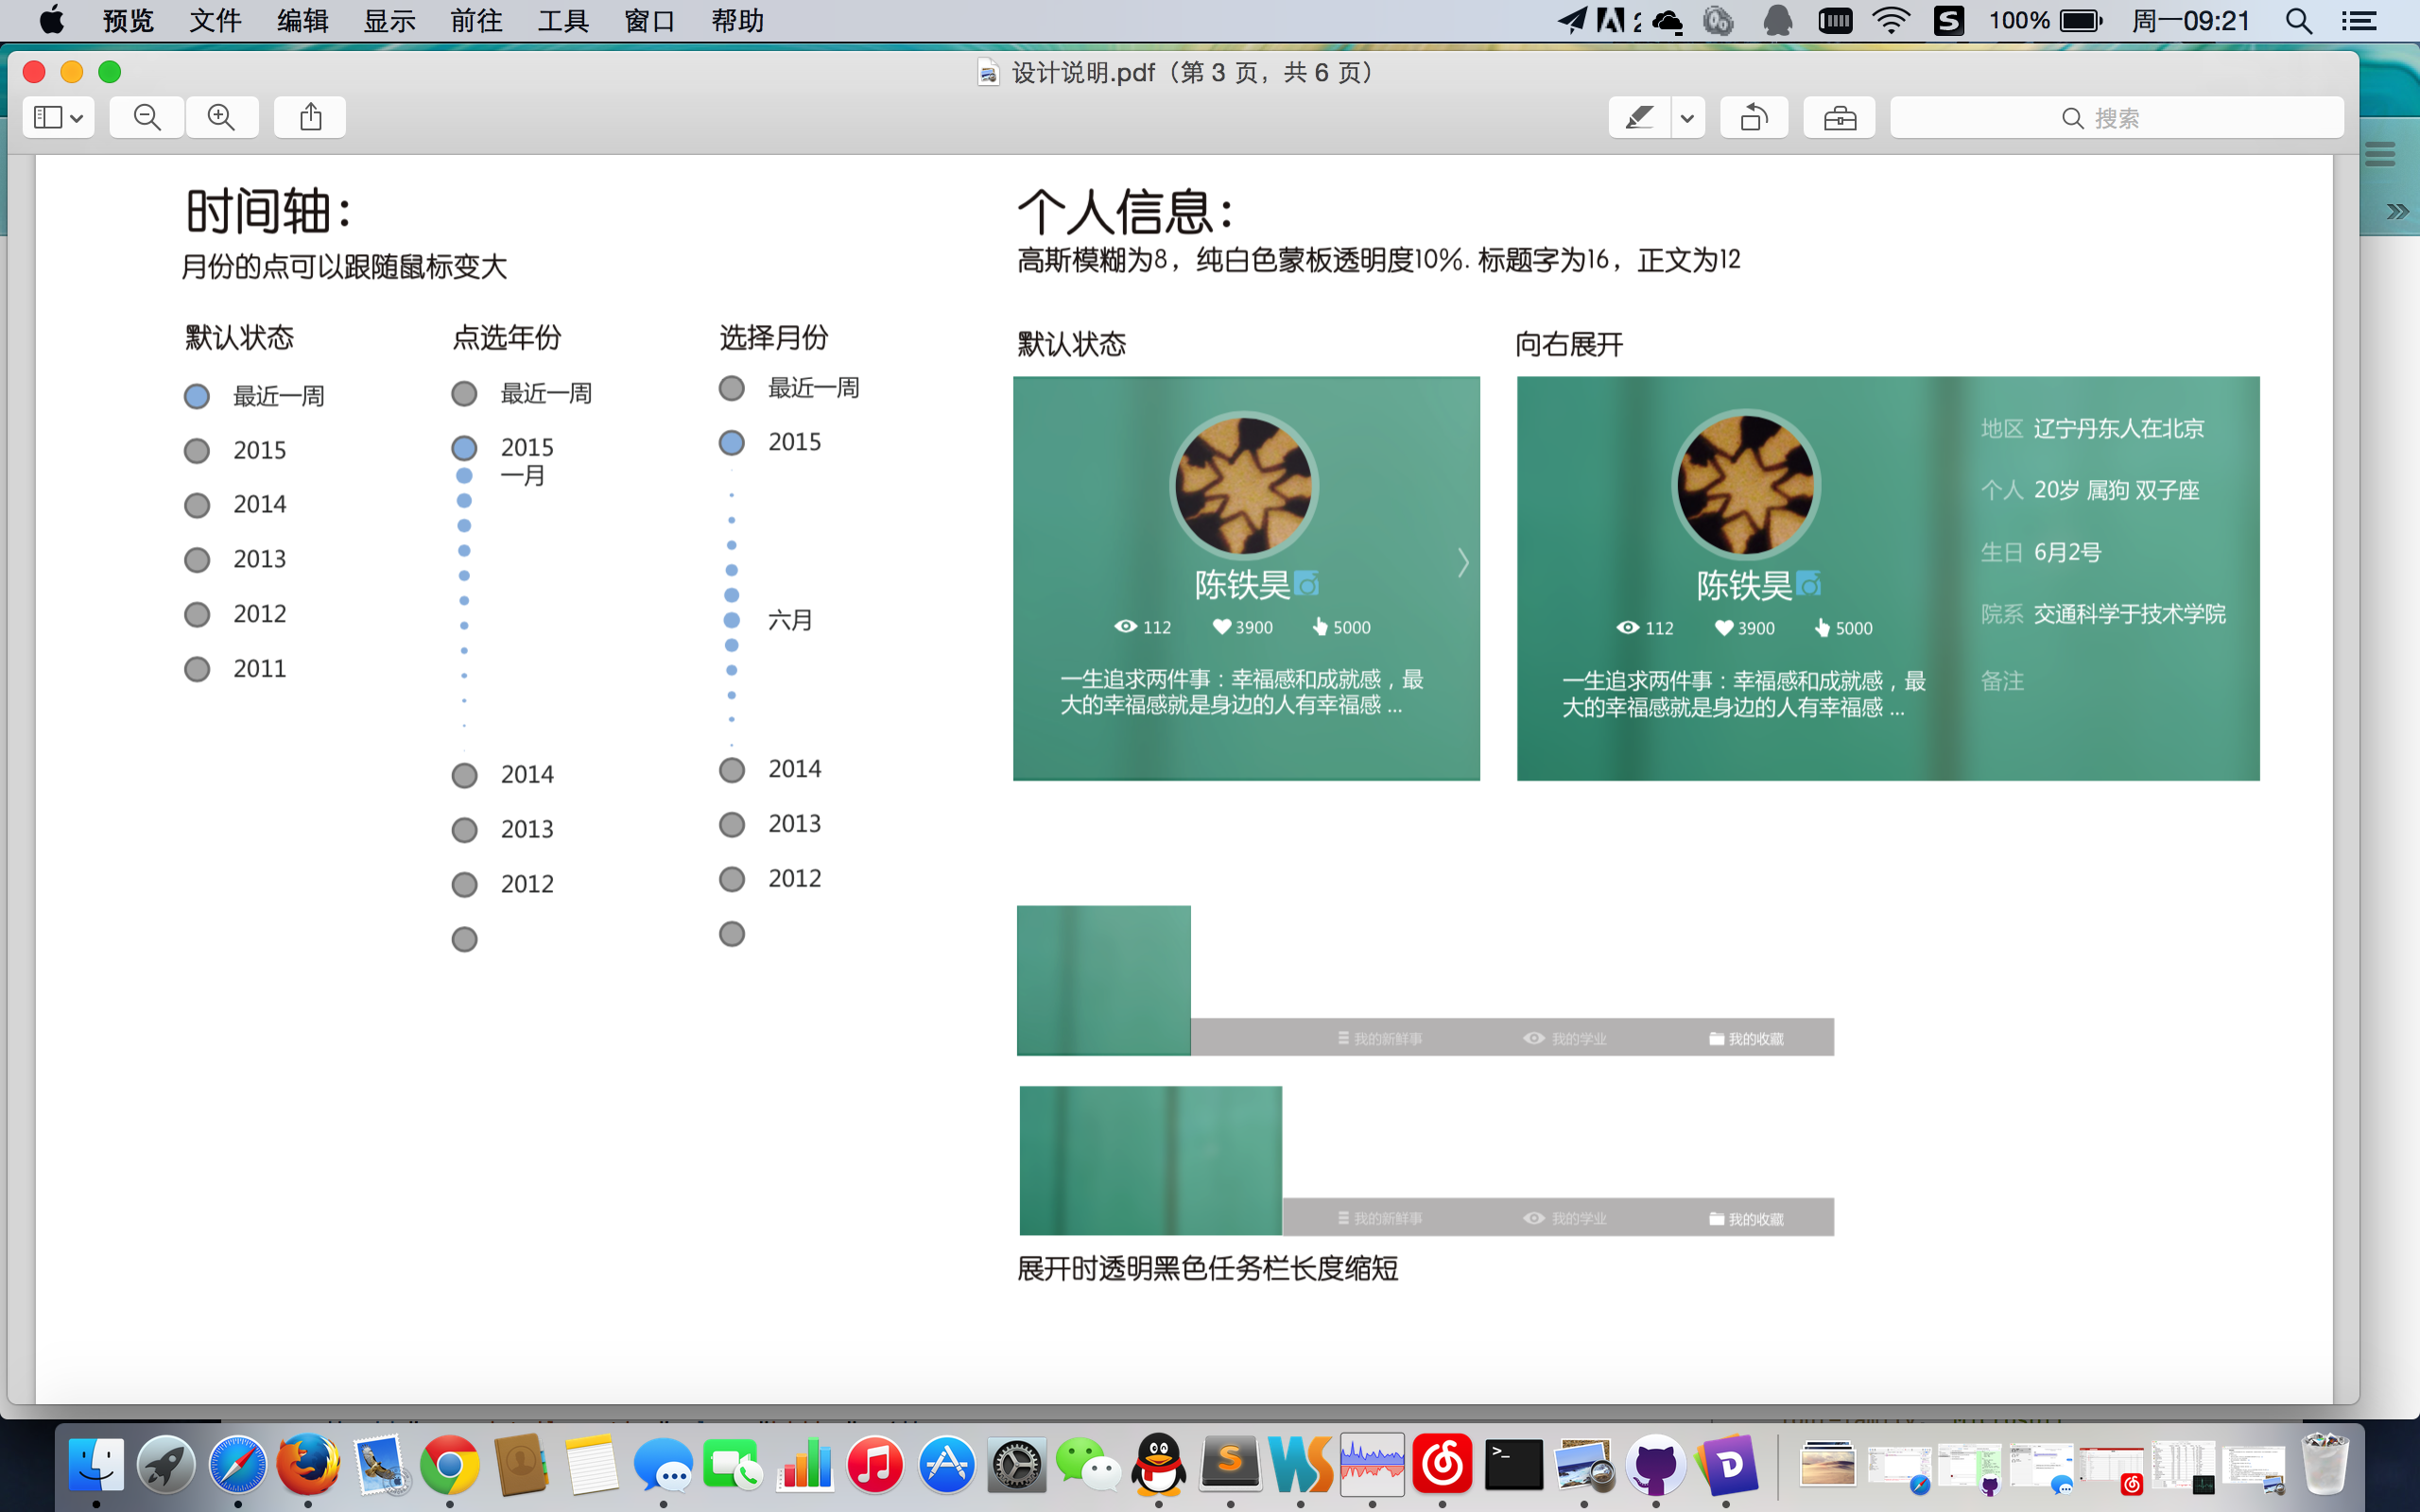 预览 文件 编辑 显示 前往 工具 窗口 帮助
2 100% 周一09:21
设计说明.pdf（第 3 页，共 6 页）
搜索
时间轴：
月份的点可以跟随鼠标变大
默认状态
最近一周
2015
2014
2013
2012
2011
点选年份
最近一周
2015
一月
2014
2013
2012
选择月份
最近一周
2015
六月
2014
2013
2012
个人信息：
高斯模糊为8，纯白色蒙板透明度10%. 标题字为16，正文为12
默认状态
陈铁昊
112 3900 5000
一生追求两件事：幸福感和成就感，最
大的幸福感就是身边的人有幸福感 ...
向右展开
陈铁昊
112 3900 5000
一生追求两件事：幸福感和成就感，最
大的幸福感就是身边的人有幸福感 ...
地区 辽宁丹东人在北京
个人 20岁 属狗 双子座
生日 6月2号
院系 交通科学于技术学院
备注
我的新鲜事 我的学业 我的收藏
我的新鲜事 我的学业 我的收藏
展开时透明黑色任务栏长度缩短